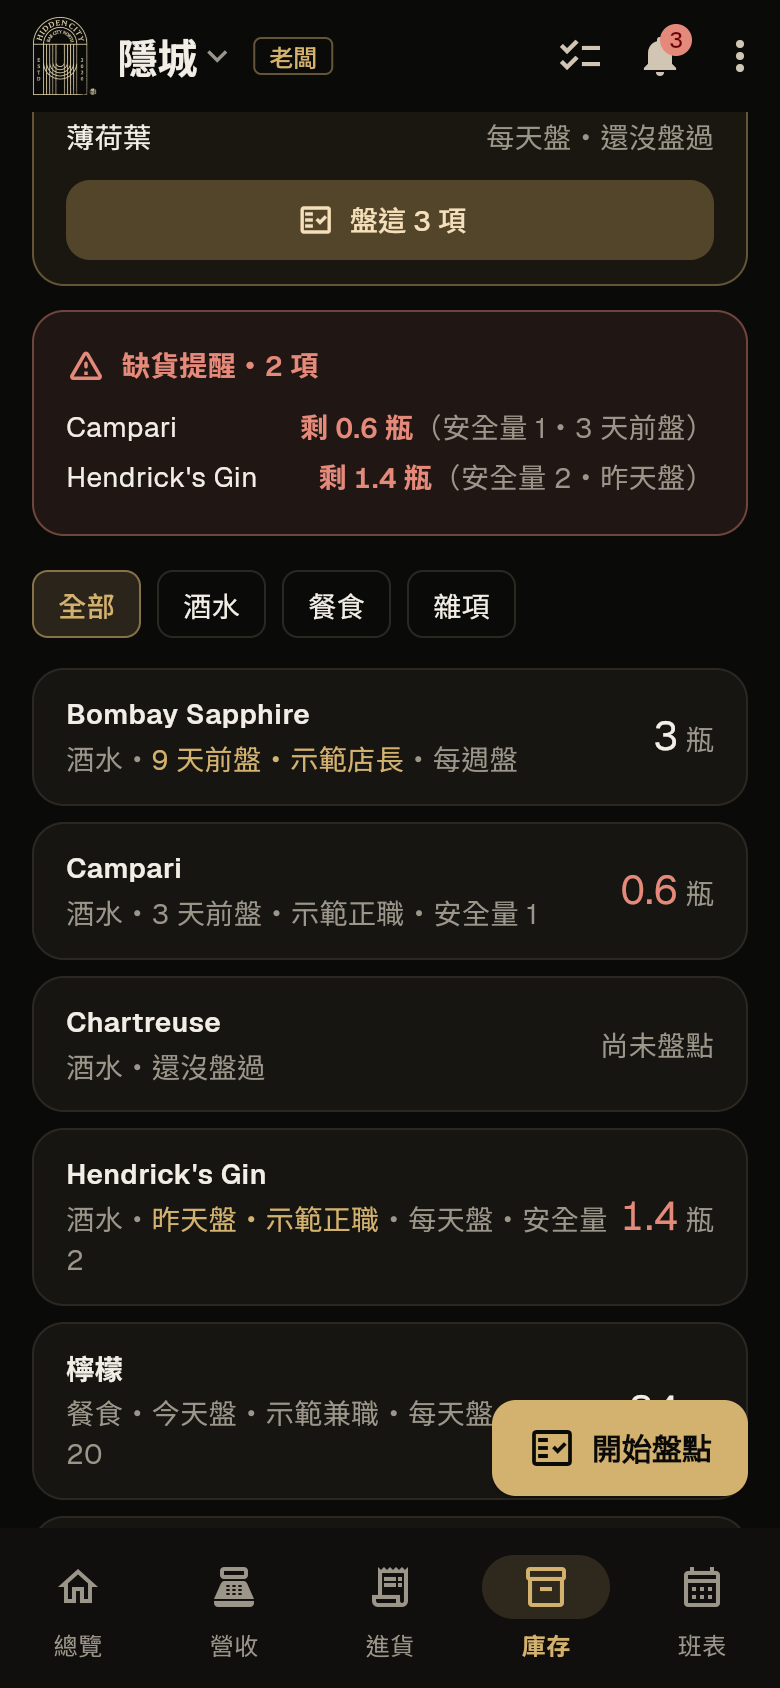 HIDDENCITY
隱城
老闆
3
薄荷葉
每天盤・還沒盤過
盤這 3 項
缺貨提醒・2 項
Campari
剩 0.6 瓶（安全量 1・3 天前盤）
Hendrick's Gin
剩 1.4 瓶（安全量 2・昨天盤）
全部
酒水
餐食
雜項
Bombay Sapphire
酒水・9 天前盤・示範店長・每週盤
3 瓶
Campari
酒水・3 天前盤・示範正職・安全量 1
0.6 瓶
Chartreuse
酒水・還沒盤過
尚未盤點
Hendrick's Gin
酒水・昨天盤・示範正職・每天盤・安全量
2
1.4 瓶
檸檬
餐食・今天盤・示範兼職・每天盤
20
開始盤點
總覽
營收
進貨
庫存
班表